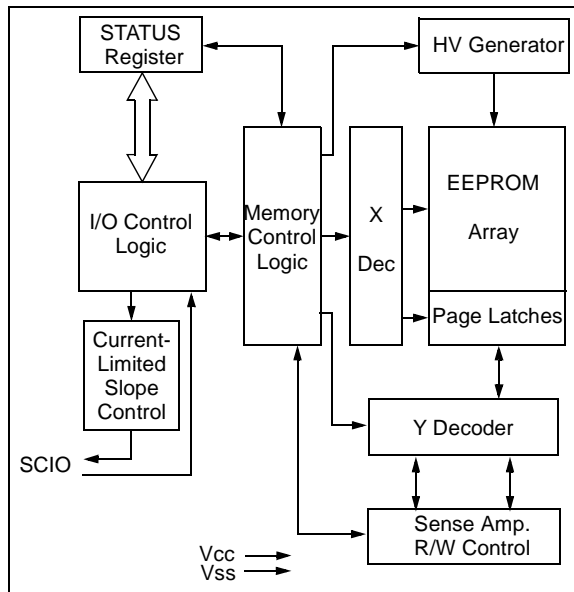 STATUS
Register
HV Generator
I/O Control
Logic
Memory
Control
Logic
X
Dec
EEPROM
Array
Page Latches
Current-
Limited
Slope
Control
Y Decoder
SCIO
Sense Amp.
R/W Control
Vcc
Vss